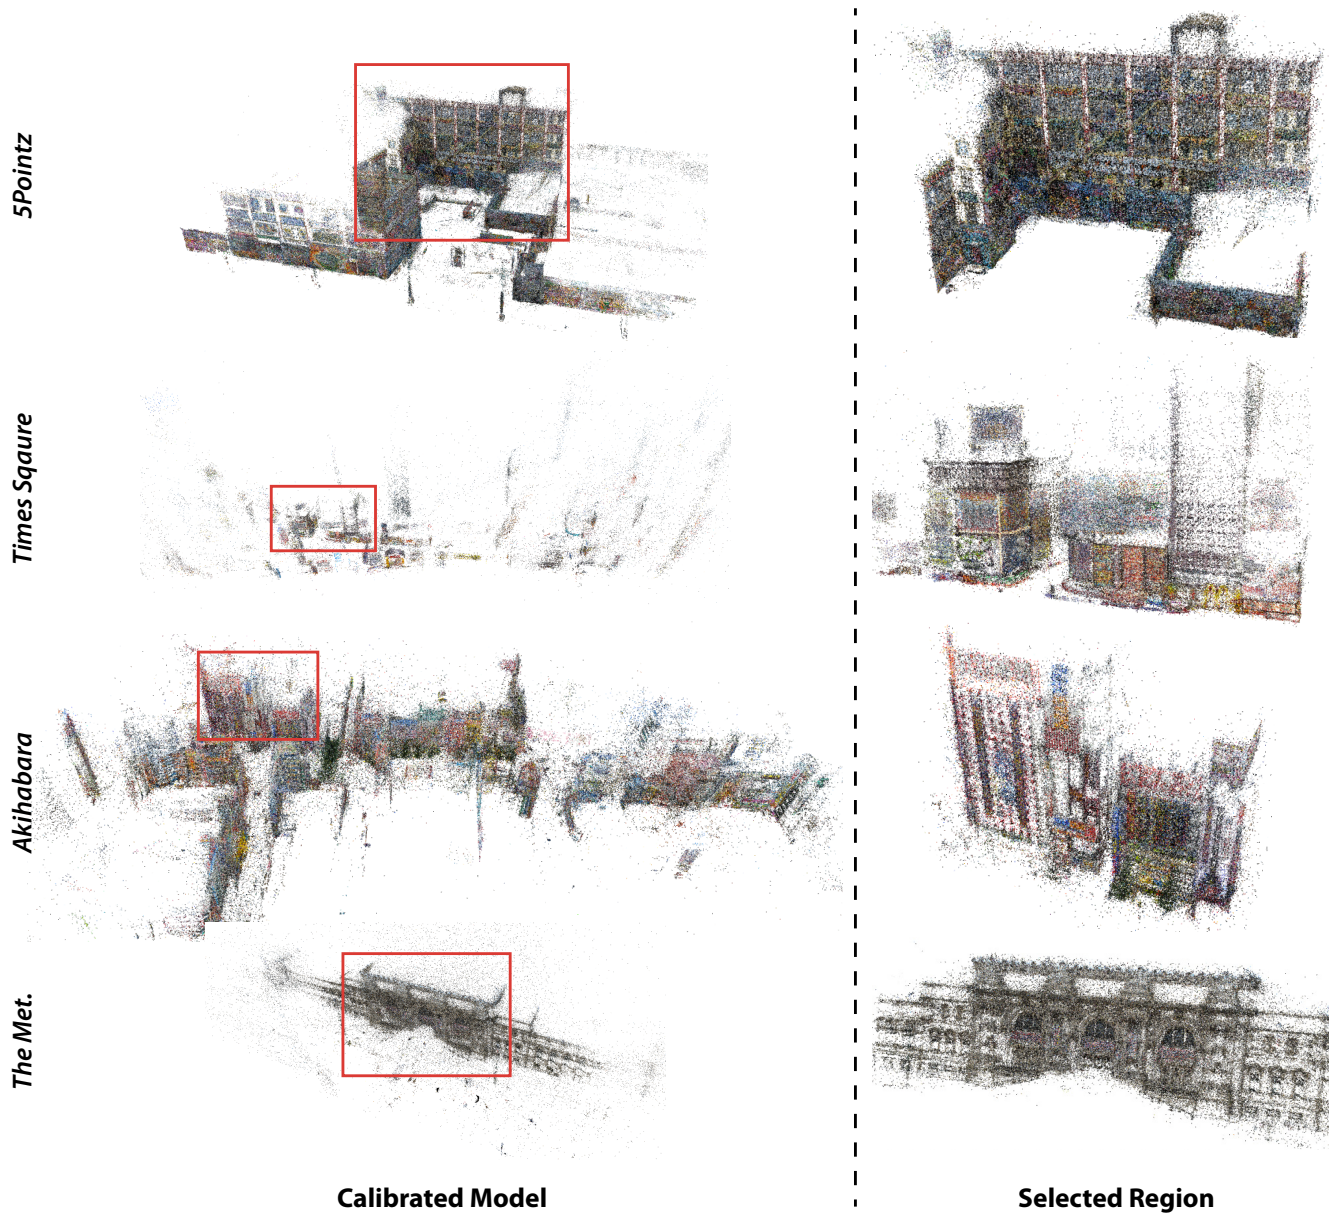 5Pointz
Times Sqaure
Akihabara
The Met.
Calibrated Model
Selected Region